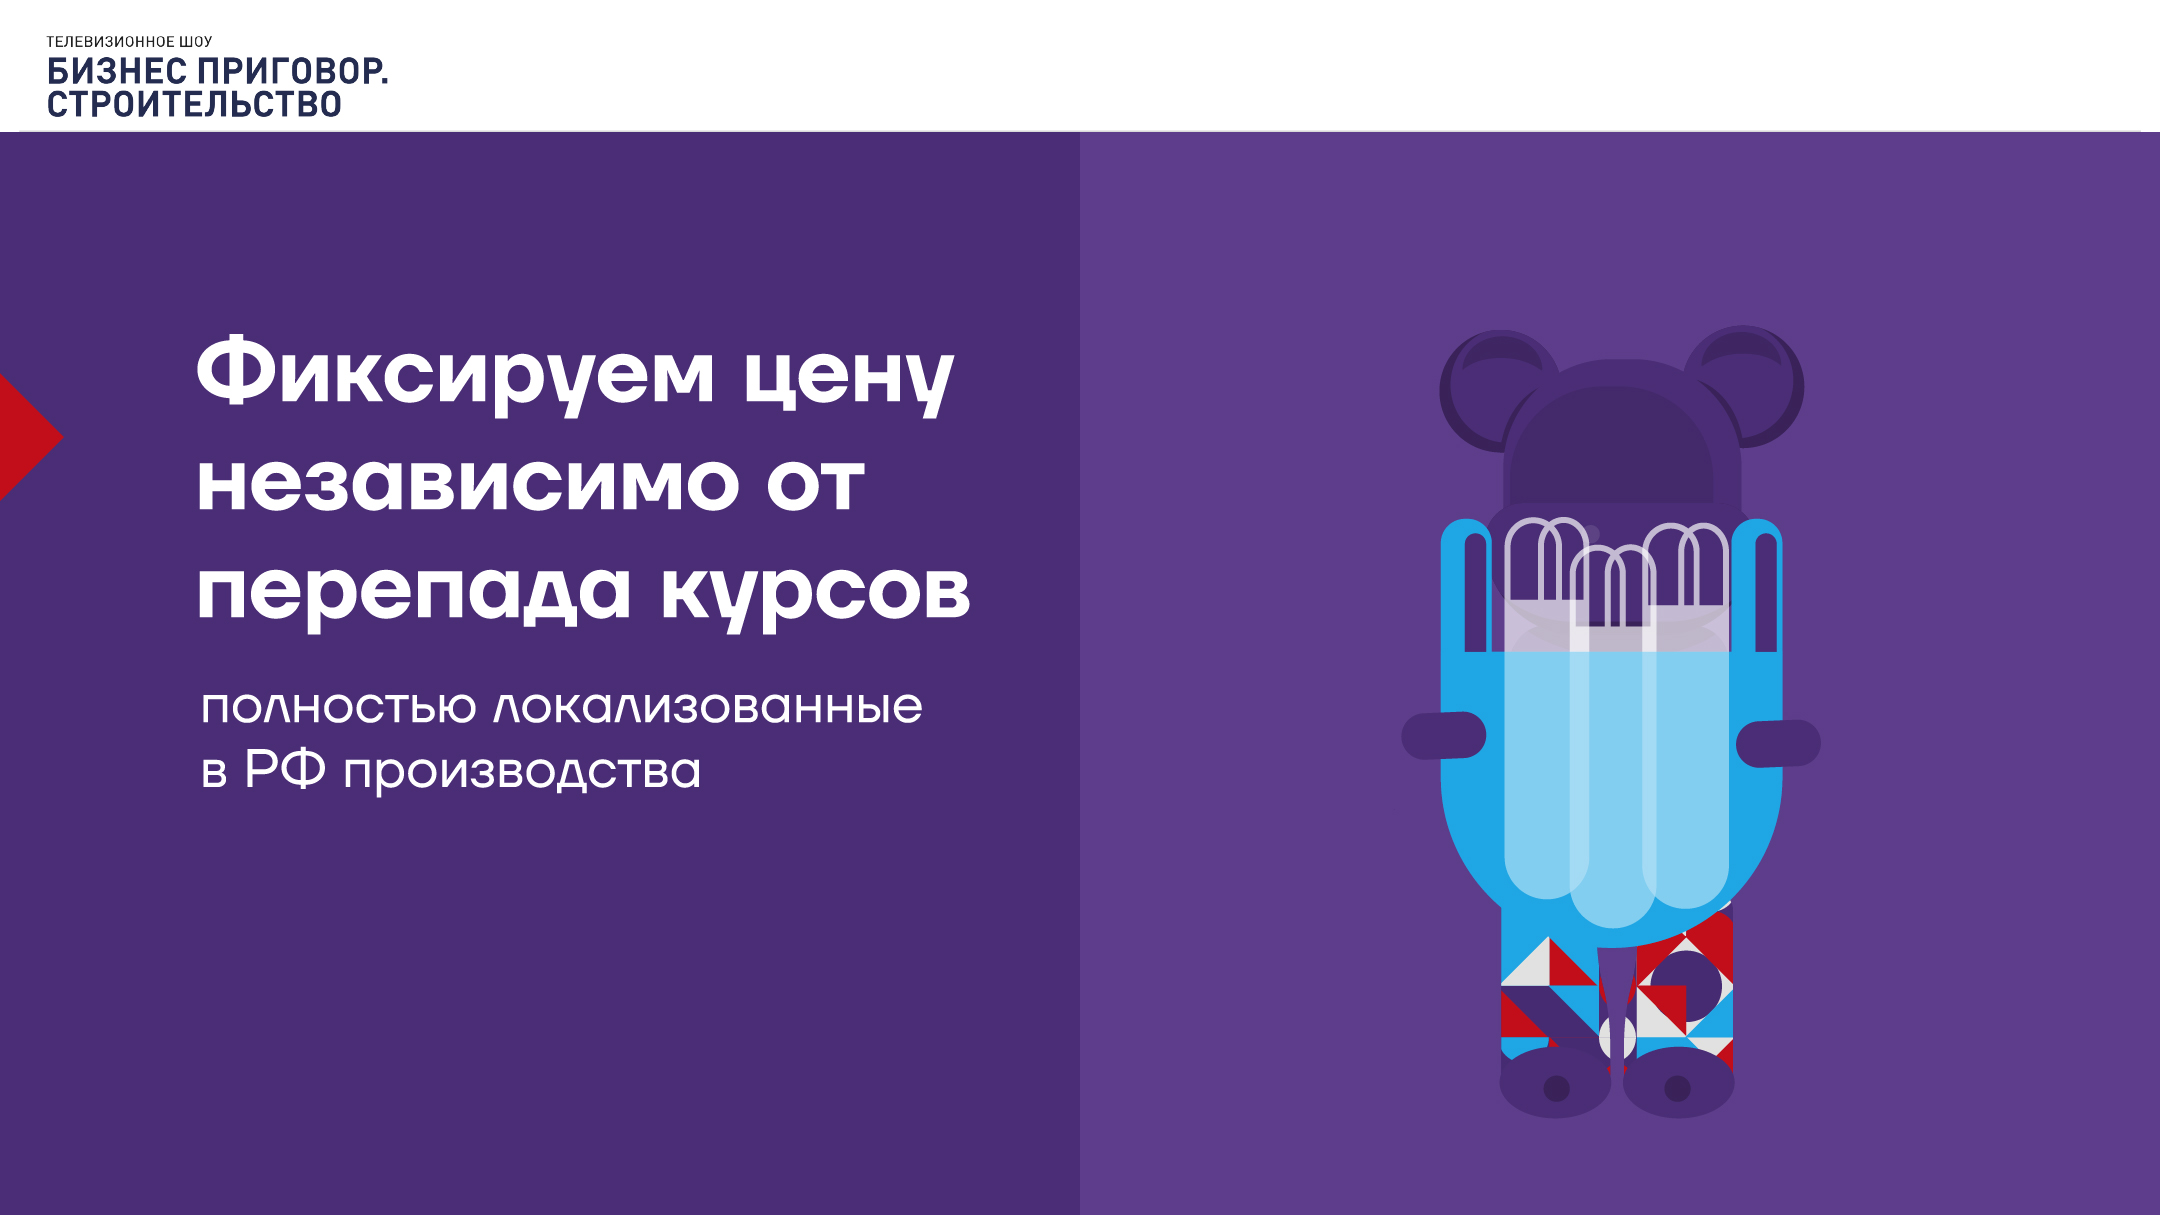 ТЕЛЕВИЗИОННОЕ ШОУ
БИЗНЕС ПРИГОВОР.
СТРОИТЕЛЬСТВО
Фиксируем цену
независимо от
перепада курсов
полностью локализованные
в РФ производства